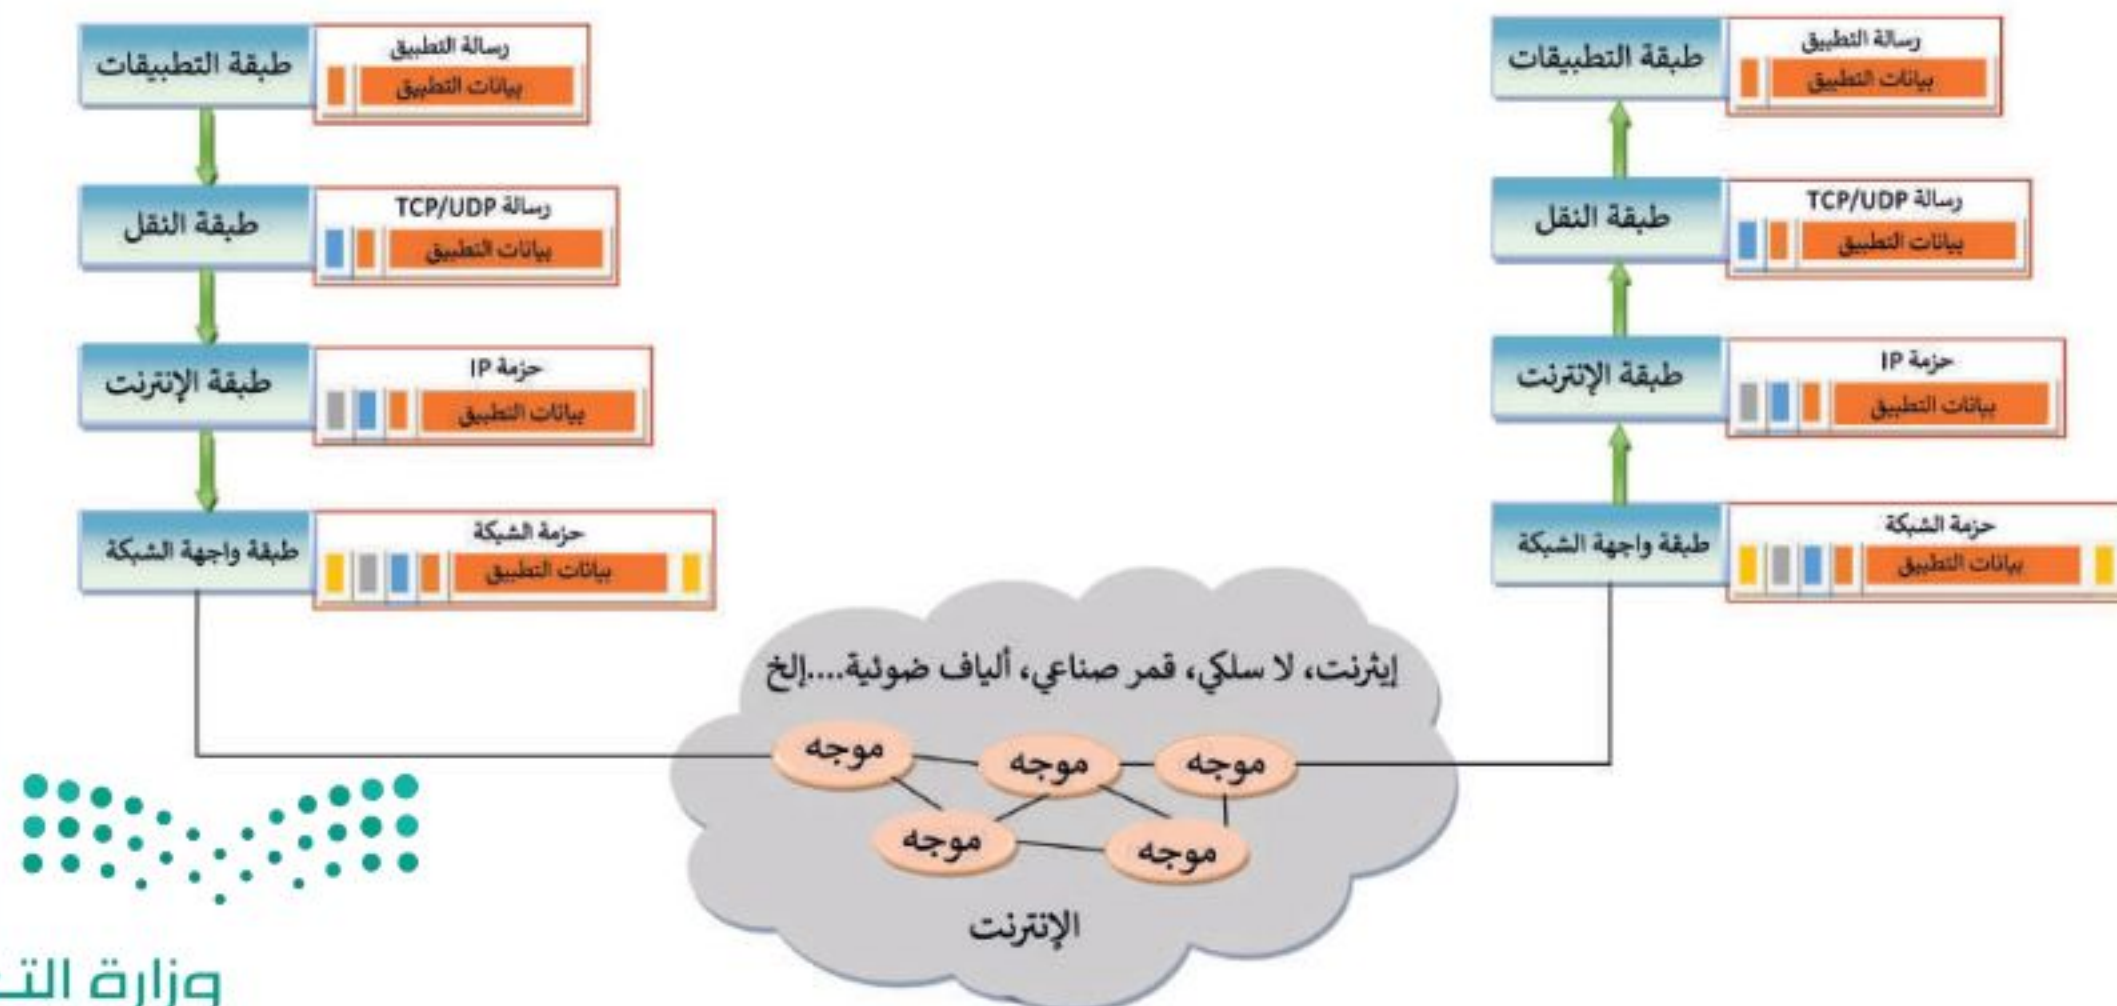 طبقة التطبيقات
رسالة التطبيق
بيانات التطبيق
طبقة النقل
رسالة TCP/UDP
بيانات التطبيق
طبقة الإنترنت
حزمة IP
بيانات التطبيق
طبقة واجهة الشبكة
حزمة الشبكة
بيانات التطبيق
طبقة التطبيقات
رسالة التطبيق
بيانات التطبيق
طبقة النقل
رسالة TCP/UDP
بيانات التطبيق
طبقة الإنترنت
حزمة IP
بيانات التطبيق
طبقة واجهة الشبكة
حزمة الشبكة
بيانات التطبيق
إيثرنت، لا سلكي، قمر صناعي، ألياف ضوئية....إلخ
موجه
موجه
موجه
موجه
موجه
الإنترنت
وزارة